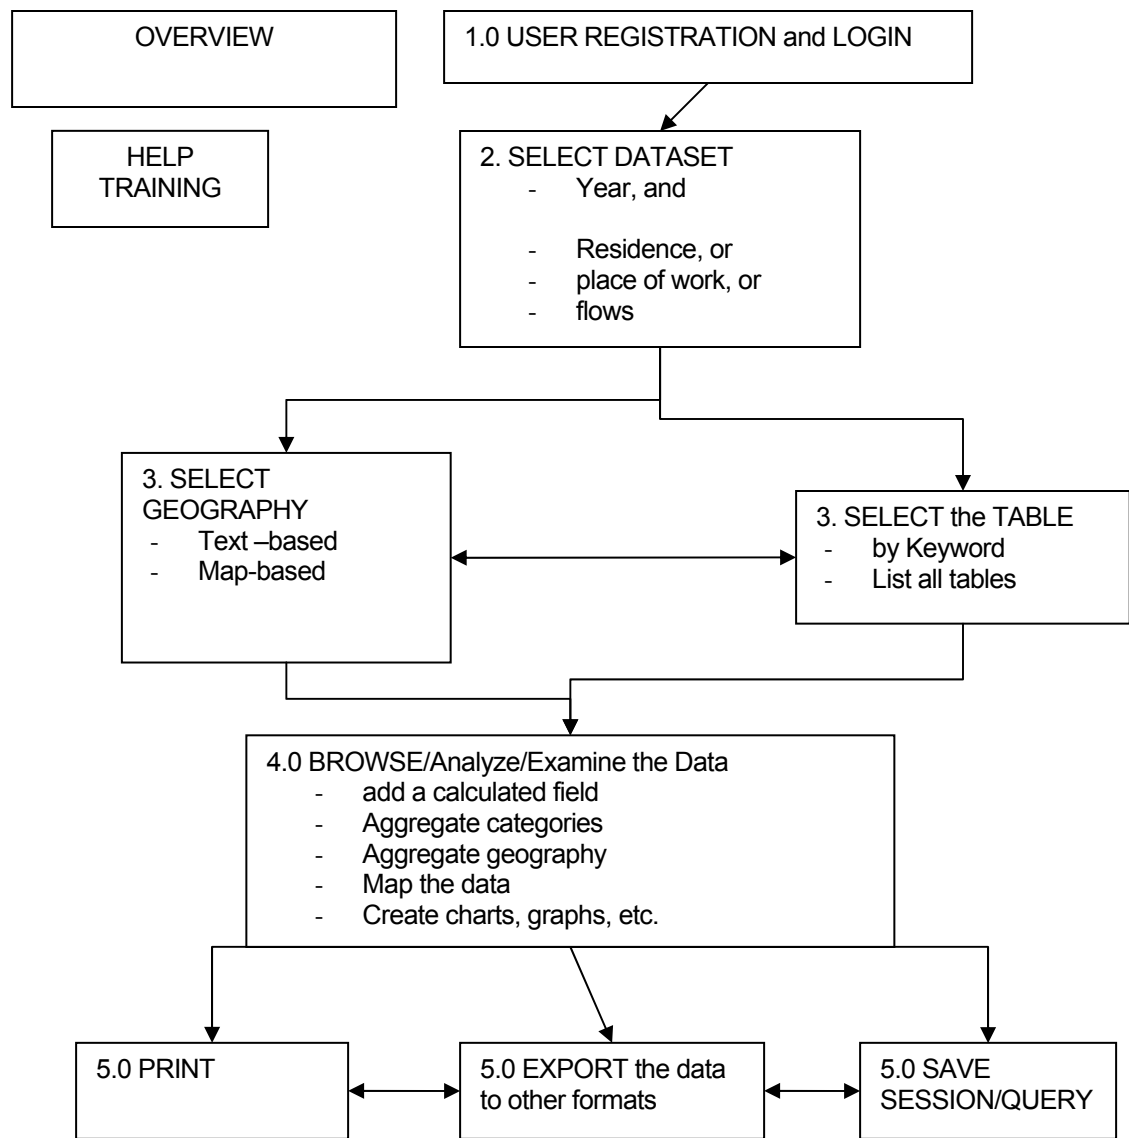 OVERVIEW
1.0 USER REGISTRATION and LOGIN
HELP
TRAINING
2. SELECT DATASET
- Year, and
- Residence, or
- place of work, or
- flows
3. SELECT
GEOGRAPHY
- Text –based
- Map-based
3. SELECT the TABLE
- by Keyword
- List all tables
4.0 BROWSE/Analyze/Examine the Data
- add a calculated field
- Aggregate categories
- Aggregate geography
- Map the data
- Create charts, graphs, etc.
5.0 PRINT
5.0 EXPORT the data
to other formats
5.0 SAVE
SESSION/QUERY